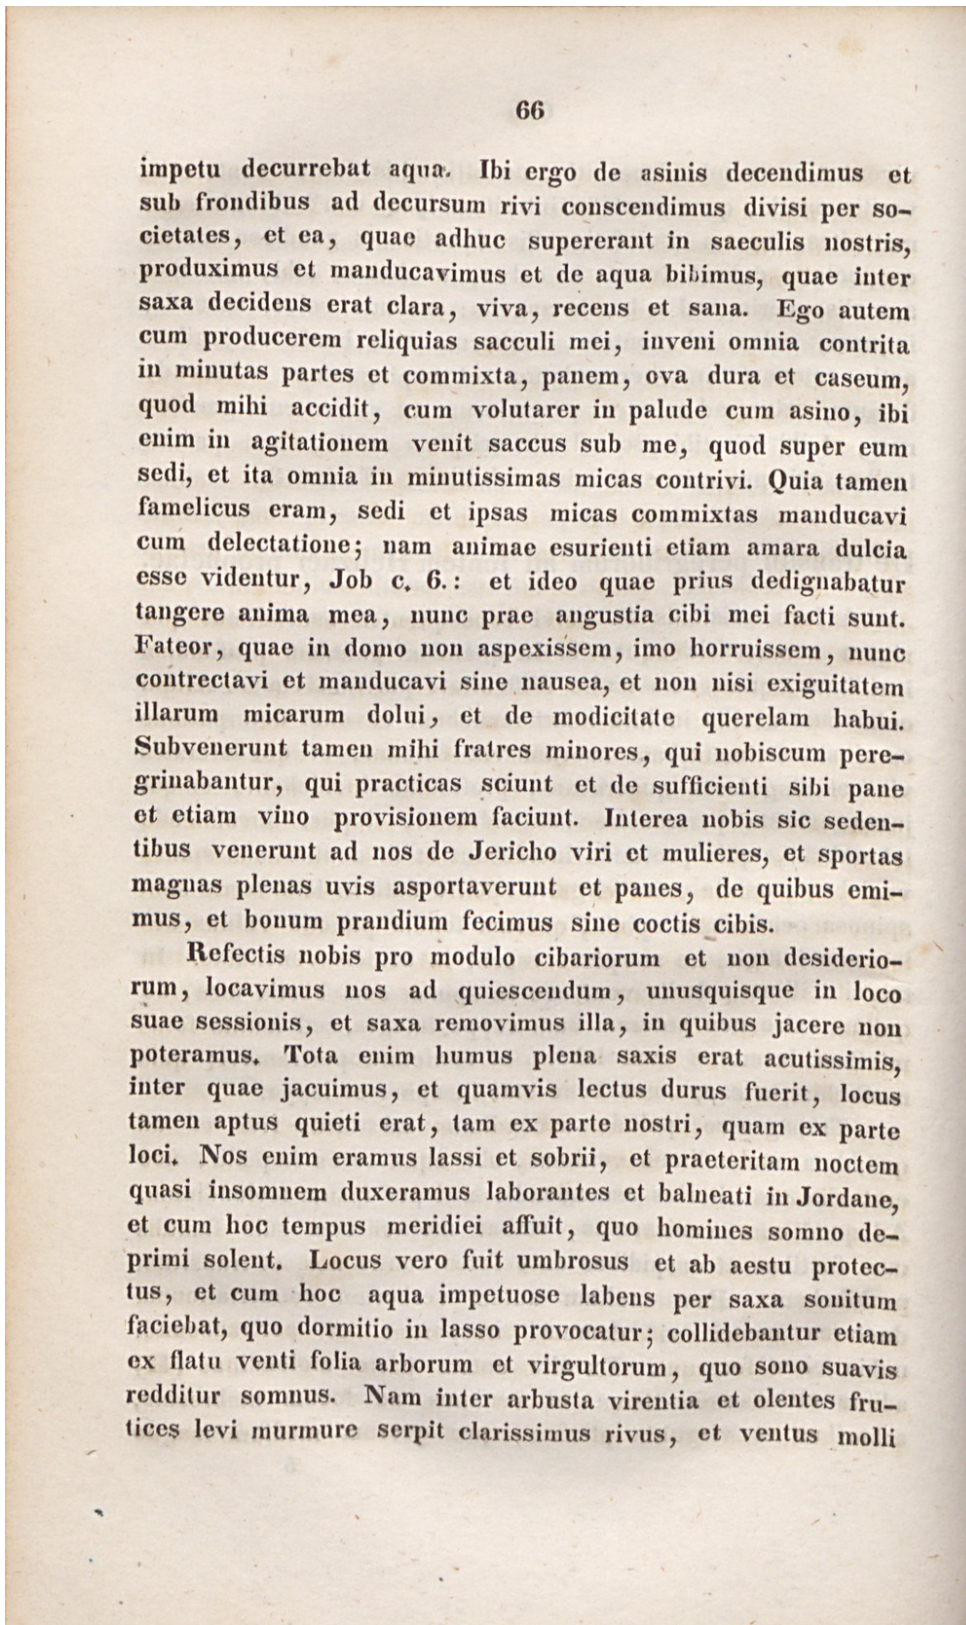 66
impetu decurrebat aqua. Ibi ergo de asinis decendimus et
sub frondibus ad decursum rivi conscendimus divisi per so-
cietates, et ea, quae adhuc supererant in saeculis nostris,
produximus et manducavimus et de aqua bibimus, quae inter
saxa decidens erat clara, viva, recens et sana. Ego autem
cum producerem reliquias sacculi mei, inveni omnia contrita
in minutas partes et commixta, panem, ova dura et caseum,
quod mihi accidit, cum volutarer in palude cum asino, ibi
enim in agitationem venit saccus sub me, quod super eum
sedi, et ita omnia in minutissimas micas contrivi. Quia tamen
famelicus eram, sedi et ipsas micas commixtas manducavi
cum delectatione; nam animae esurienti etiam amara dulcia
esse videntur, Job c. 6.: et ideo quae prius dedignabatur
tangere anima mea, nunc prae angustia cibi mei facti sunt.
Fateor, quae in domo non aspexissem, imo horruissem, nunc
contrectavi et manducavi sine nausea, et non nisi exiguitatem
illarum micarum dolui, et de modicitate querelam habui.
Subvenerunt tamen mihi fratres minores, qui nobiscum pere-
grinabantur, qui practicas sciunt et de sufficienti sibi pane
et etiam vino provisionem faciunt. Interea nobis sic seden-
tibus venerunt ad nos de Jericho viri et mulieres, et sportas
magnas plenas uvis asportaverunt et panes, de quibus emi-
mus, et bonum prandium fecimus sine coctis cibis.
Refectis nobis pro modulo cibariorum et non desiderio-
rum, locavimus nos ad quiescendum, unusquisque in loco
suae sessionis, et saxa removimus illa, in quibus jacere non
poteramus. Tota enim humus plena saxis erat acutissimis,
inter quae jacuimus, et quamvis lectus durus fuerit, locus
tamen aptus quieti erat, tam ex parte nostri, quam ex parte
loci. Nos enim eramus lassi et sobrii, et praeteritam noctem
quasi insomnem duxeramus laborantes et balneati in Jordane,
et cum hoc tempus meridiei affuit, quo homines somno de-
primi solent. Locus vero fuit umbrosus et ab aestu protec-
tus, et cum hoc aqua impetuose labens per saxa sonitum
faciebat, quo dormitio in lasso provocatur; collidebantur etiam
ex flatu venti folia arborum et virgultorum, quo sono suavis
redditur somnus. Nam inter arbusta virentia et olentes fru-
tices levi murmure serpit clarissimus rivus, et ventus molli